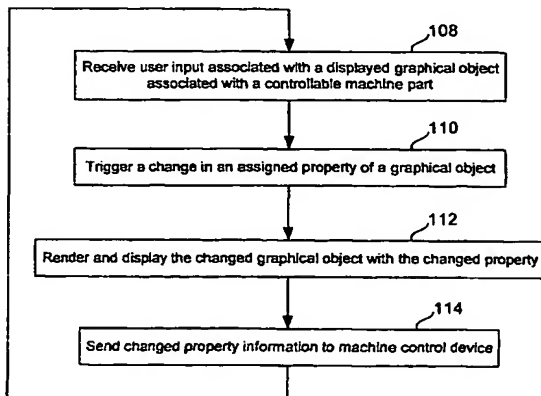 108
Receive user input associated with a displayed graphical object
associated with a controllable machine part
110
Trigger a change in an assigned property of a graphical object
112
Render and display the changed graphical object with the changed property
114
Send changed property information to machine control device